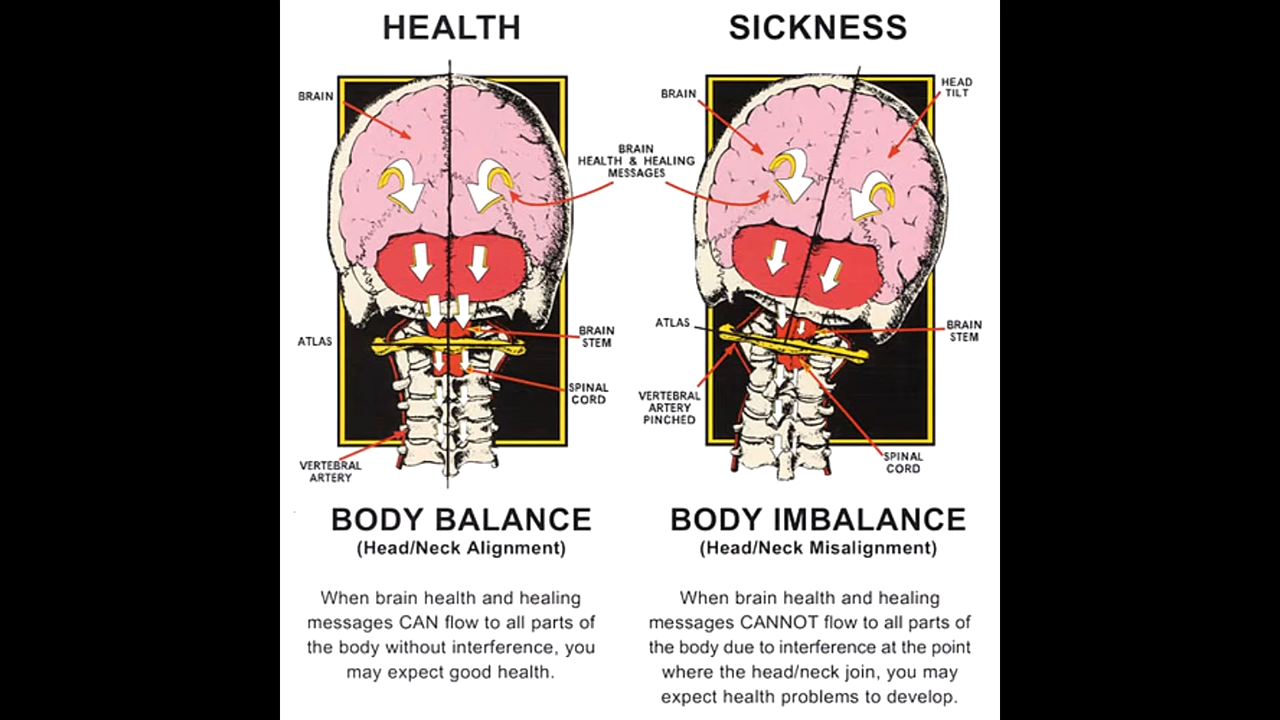 HEALTH
BRAIN
BRAIN
HEALTH & HEALING
MESSAGES
ATLAS
BRAIN
STEM
SPINAL
CORD
VERTEBRAL
ARTERY
BODY BALANCE
(Head/Neck Alignment)
When brain health and healing
messages CAN flow to all parts of
the body without interference, you
may expect good health.
SICKNESS
BRAIN
HEAD
TILT
ATLAS
BRAIN
STEM
VERTEBRAL
ARTERY
PINCHED
SPINAL
CORD
BODY IMBALANCE
(Head/Neck Misalignment)
When brain health and healing
messages CANNOT flow to all parts of
the body due to interference at the point
where the head/neck join, you may
expect health problems to develop.